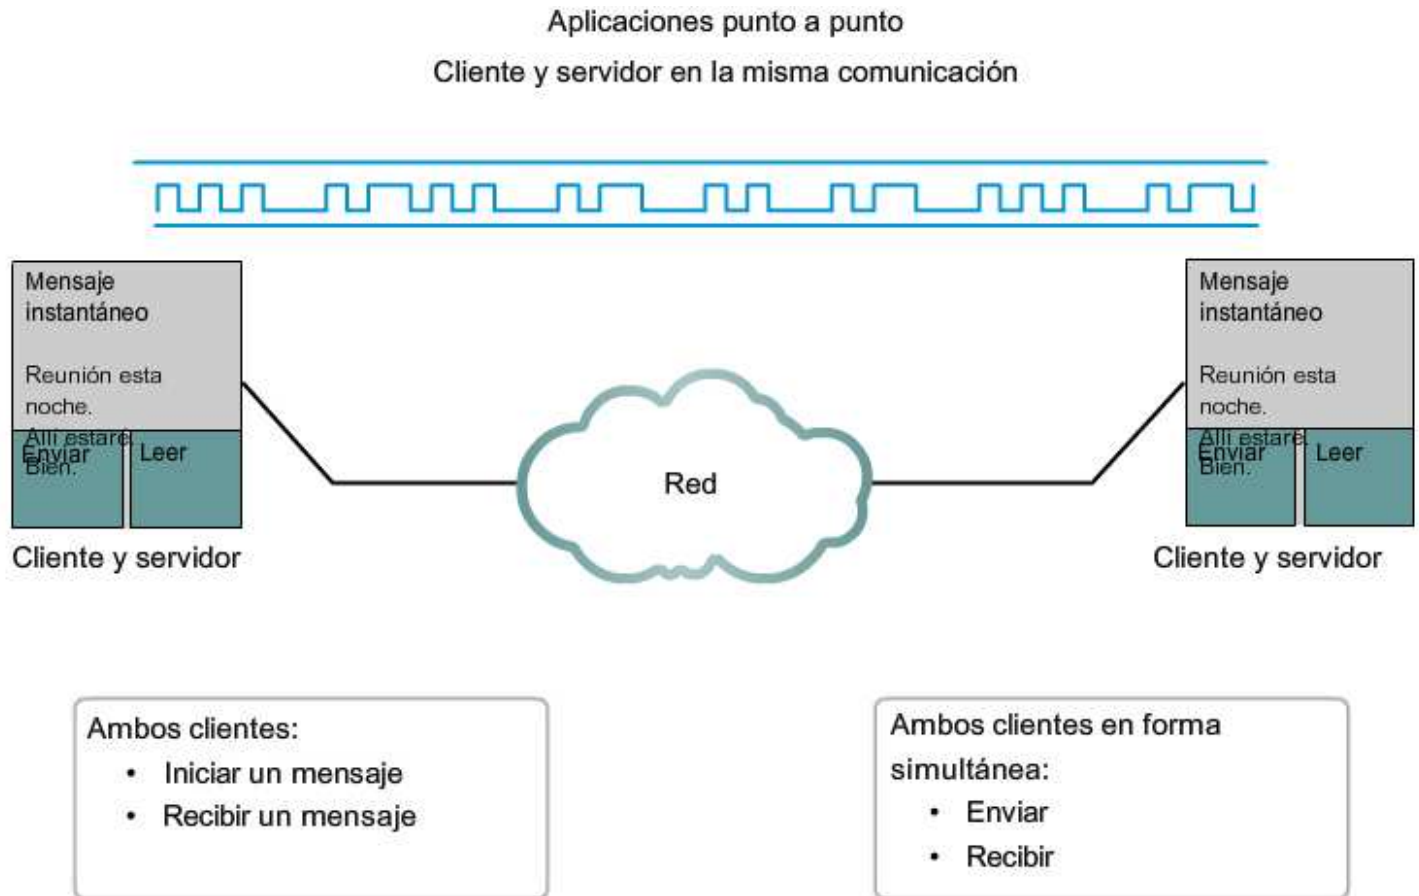 Aplicaciones punto a punto
Cliente y servidor en la misma comunicación
Mensaje
instantáneo
Reunión esta
noche.
Allí estaré.
Bien.
Enviar
Leer
Cliente y servidor
Red
Mensaje
instantáneo
Reunión esta
noche.
Allí estaré.
Bien.
Enviar
Leer
Cliente y servidor
Ambos clientes:
• Iniciar un mensaje
• Recibir un mensaje
Ambos clientes en forma
simultánea:
• Enviar
• Recibir